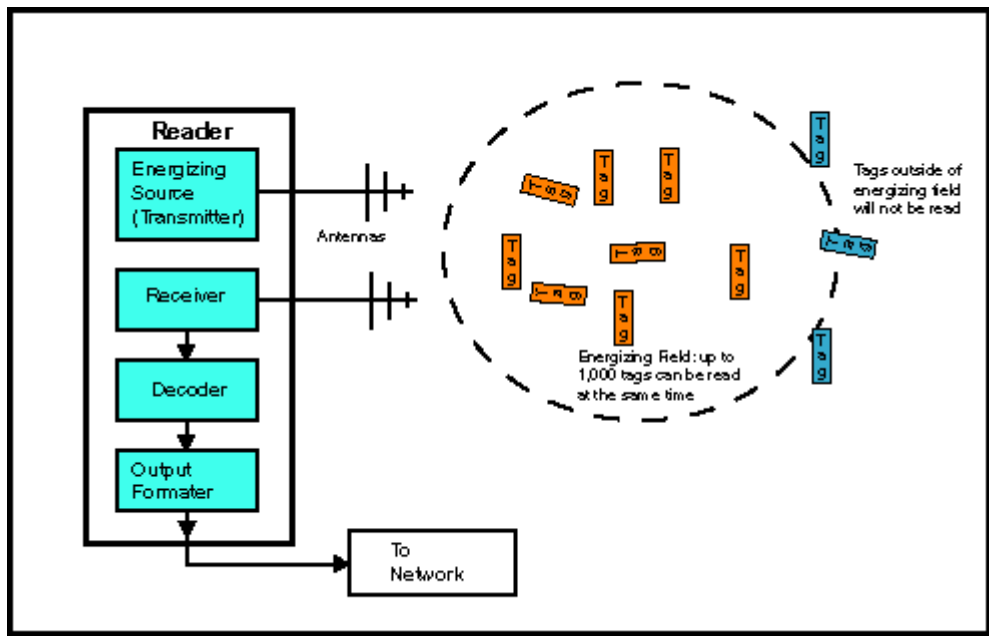 Reader
Energizing
Source
(Transmitter)
Antennas
Receiver
Decoder
Output
Formater
To
Network
Tag
Tag
Tag
Tag
Tag
Tag
Tag
Tag
Energizing Field: up to
1,000 tags can be read
at the same time
Tag
Tags outside of
energizing field
will not be read
Tag
Tag